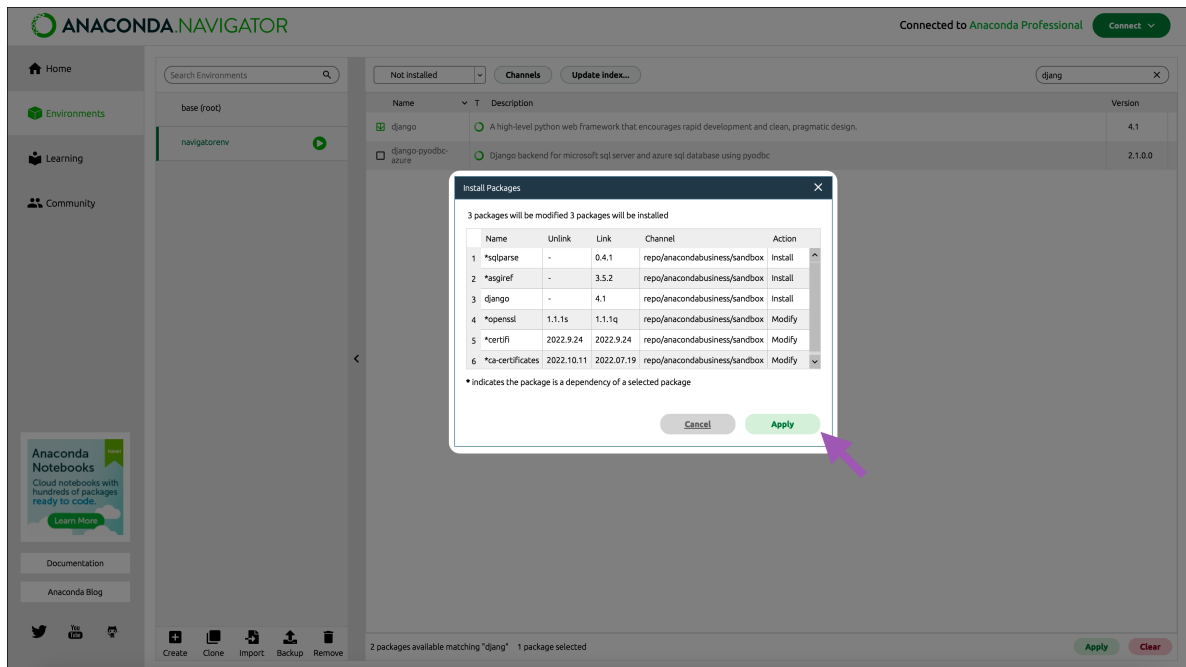 ANACONDA.NAVIGATOR
Connected to Anaconda Professional
Connect
Home
Environments
Learning
Community
Search Environments
base (root)
navigatorenv
Not installed
Channels
Update index...
djang
Name T Description Version
django A high-level python web framework that encourages rapid development and clean, pragmatic design. 4.1
django-pyodbc-
azure
Django backend for microsoft sql server and azure sql database using pyodbc 2.1.0.0
Install Packages
3 packages will be modified 3 packages will be installed
Name Unlink Link Channel Action
1 *sqlparse - 0.4.1 repo/anacondabusiness/sandbox Install
2 *asgiref - 3.5.2 repo/anacondabusiness/sandbox Install
3 django - 4.1 repo/anacondabusiness/sandbox Install
4 *openssl 1.1.1s 1.1.1q repo/anacondabusiness/sandbox Modify
5 *certifi 2022.9.24 2022.9.24 repo/anacondabusiness/sandbox Modify
6 *ca-certificates 2022.10.11 2022.07.19 repo/anacondabusiness/sandbox Modify
* indicates the package is a dependency of a selected package
Cancel
Apply
Anaconda
Notebooks
New!
Cloud notebooks with
hundreds of packages
ready to code.
Learn More
Documentation
Anaconda Blog
You
Tube
Create Clone Import Backup Remove
2 packages available matching "djang" 1 package selected
Apply
Clear